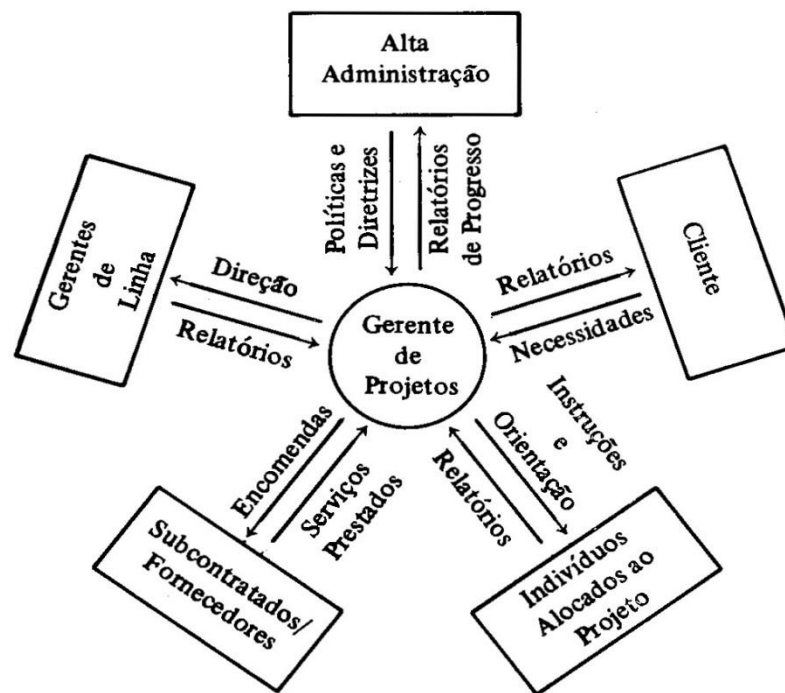 Alta
Administração
Políticas e
Diretrizes
Relatórios
de Progresso
Gerentes
de
Linha
Direção
Relatórios
Cliente
Relatórios
Necessidades
Gerente
de
Projetos
Encomendas
Serviços
Prestados
Subcontratados/
Fornecedores
Instruções
e
Orientação
Relatórios
Indivíduos
Alocados ao
Projeto